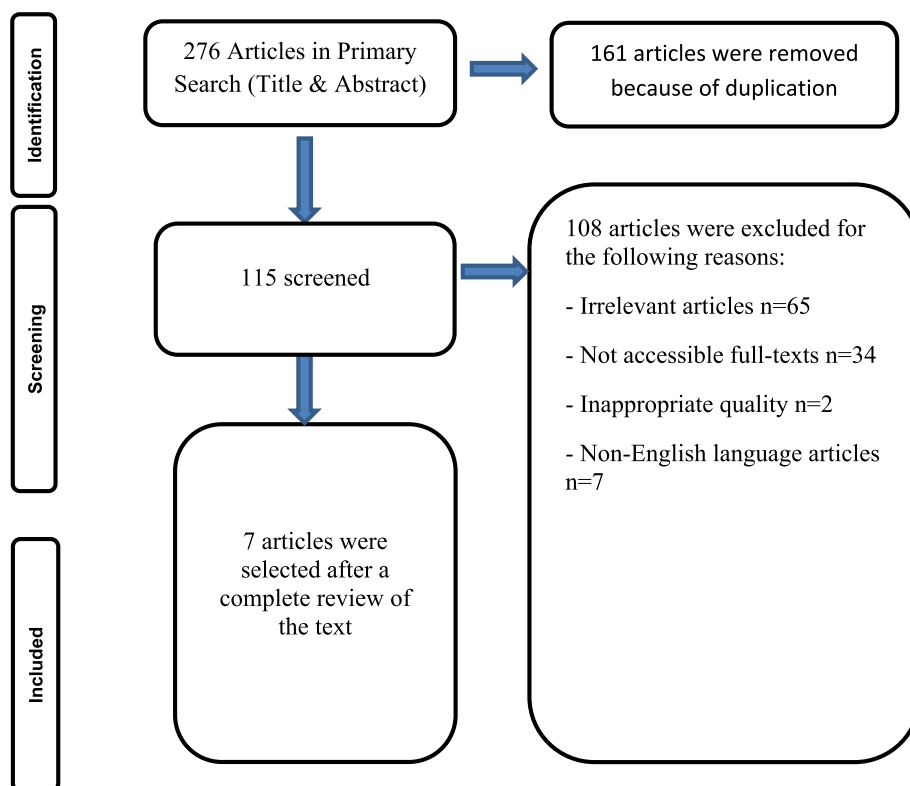 Identification
276 Articles in Primary
Search (Title & Abstract)
161 articles were removed
because of duplication
Screening
115 screened
108 articles were excluded for
the following reasons:
- Irrelevant articles n=65
- Not accessible full-texts n=34
- Inappropriate quality n=2
- Non-English language articles
n=7
Included
7 articles were
selected after a
complete review of
the text